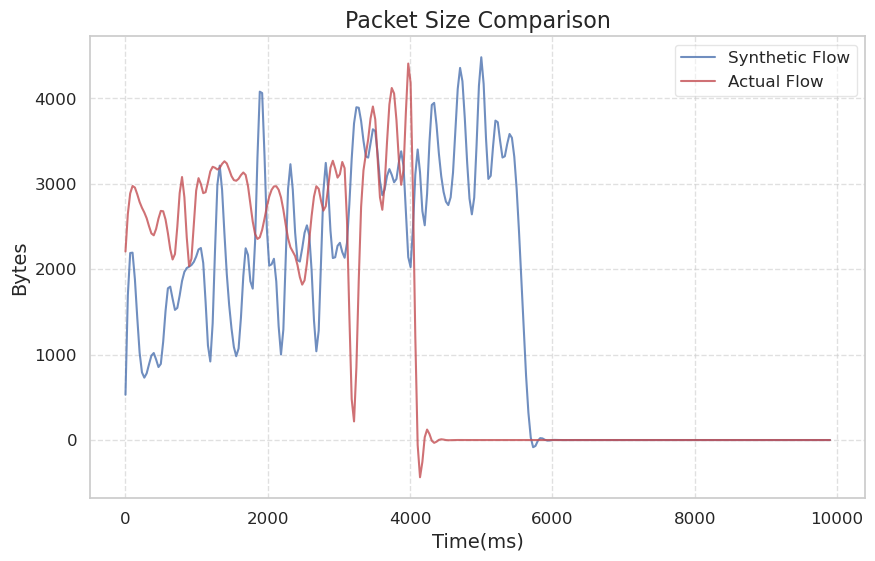 Packet Size Comparison
Synthetic Flow
Actual Flow
Bytes
4000
3000
2000
1000
0
0 2000 4000 6000 8000 10000
Time(ms)